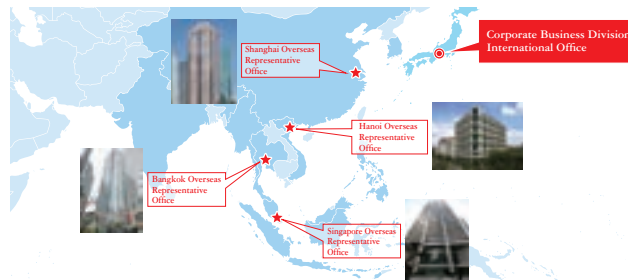 Corporate Business Division
International Office
Shanghai Overseas
Representative
Office
Hanoi Overseas
Representative
Office
Bangkok Overseas
Representative
Office
Singapore Overseas
Representative
Office